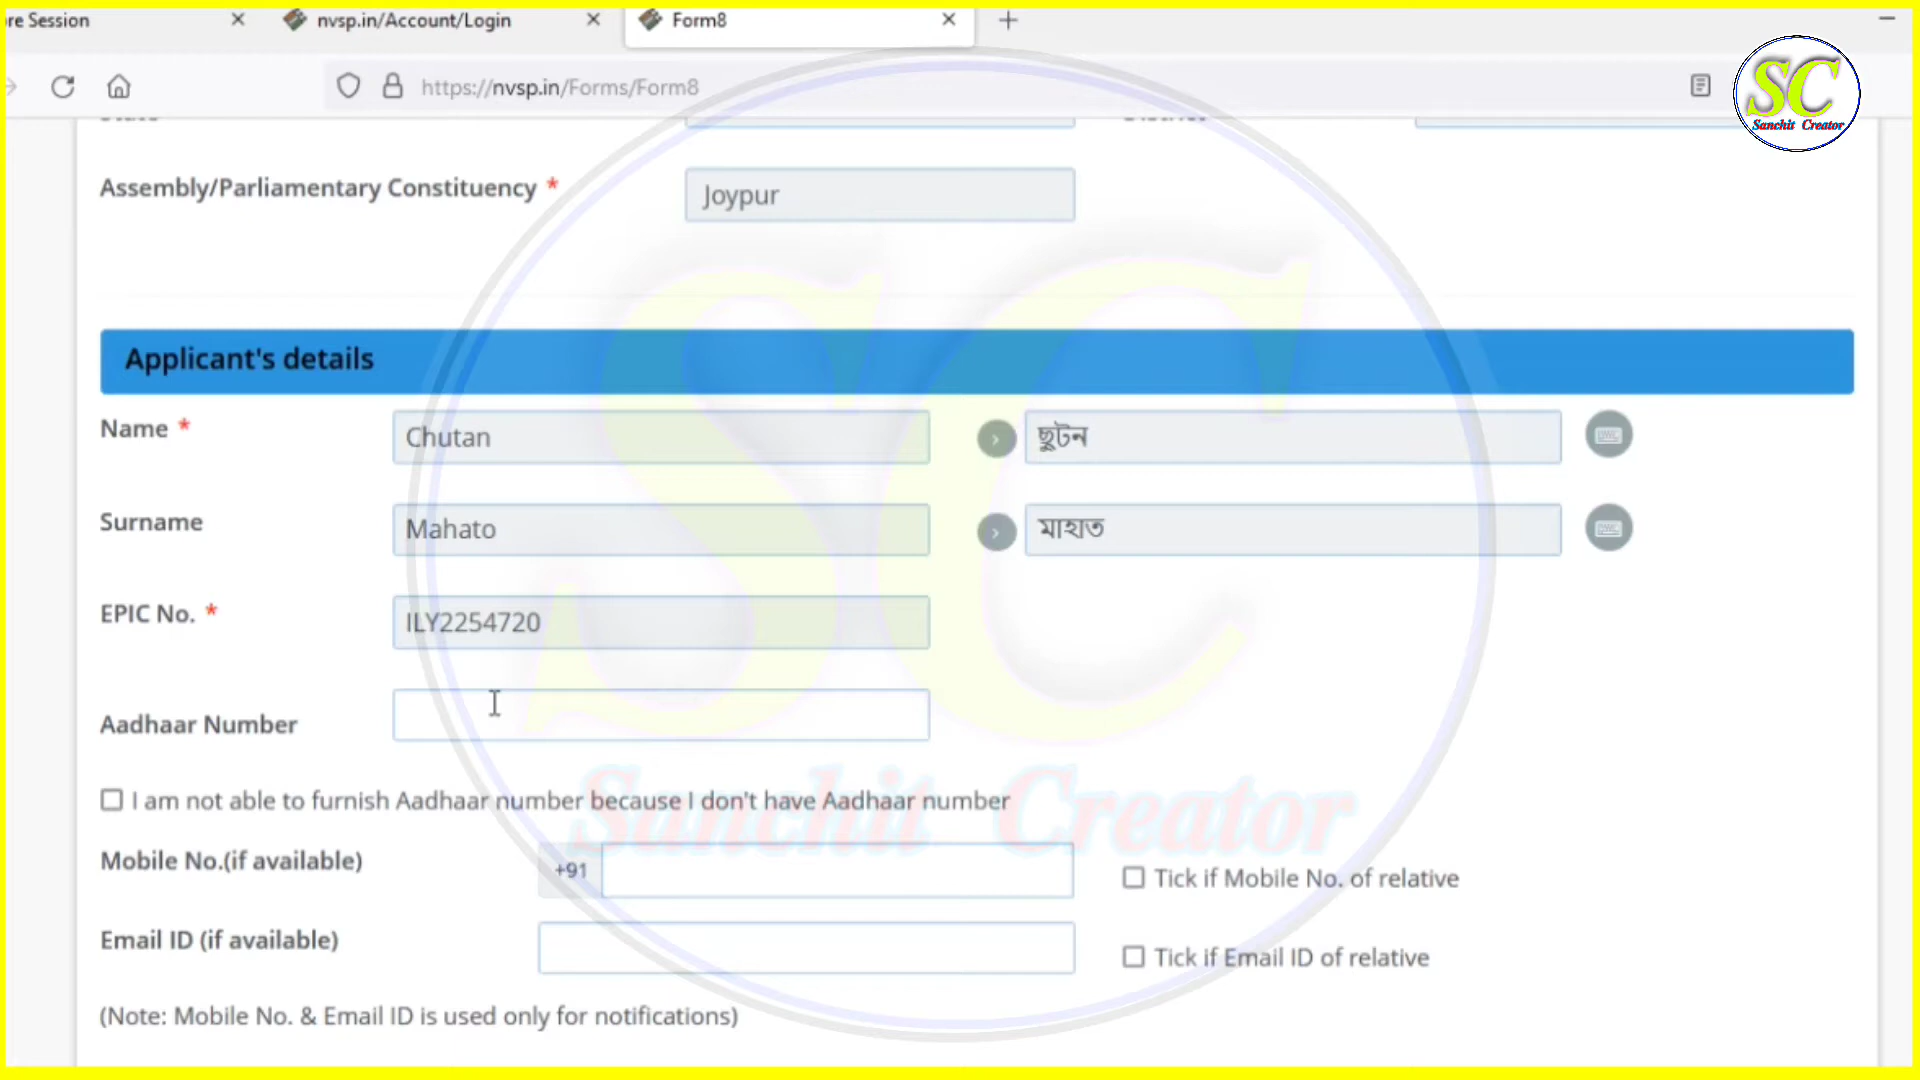 re Session
nvsp.in/Account/Login
Form8
https://nvsp.in/Forms/Form8
SC
Sanchit Creator
State
District
Assembly/Parliamentary Constituency *
Joypur
Applicant's details
Name *
Chutan
ছুটন
Surname
Mahato
মাহাত
EPIC No. *
ILY2254720
Aadhaar Number
I am not able to furnish Aadhaar number because I don't have Aadhaar number
Mobile No.(if available)
+91
Tick if Mobile No. of relative
Email ID (if available)
Tick if Email ID of relative
(Note: Mobile No. & Email ID is used only for notifications)
SC
Sanchit Creator